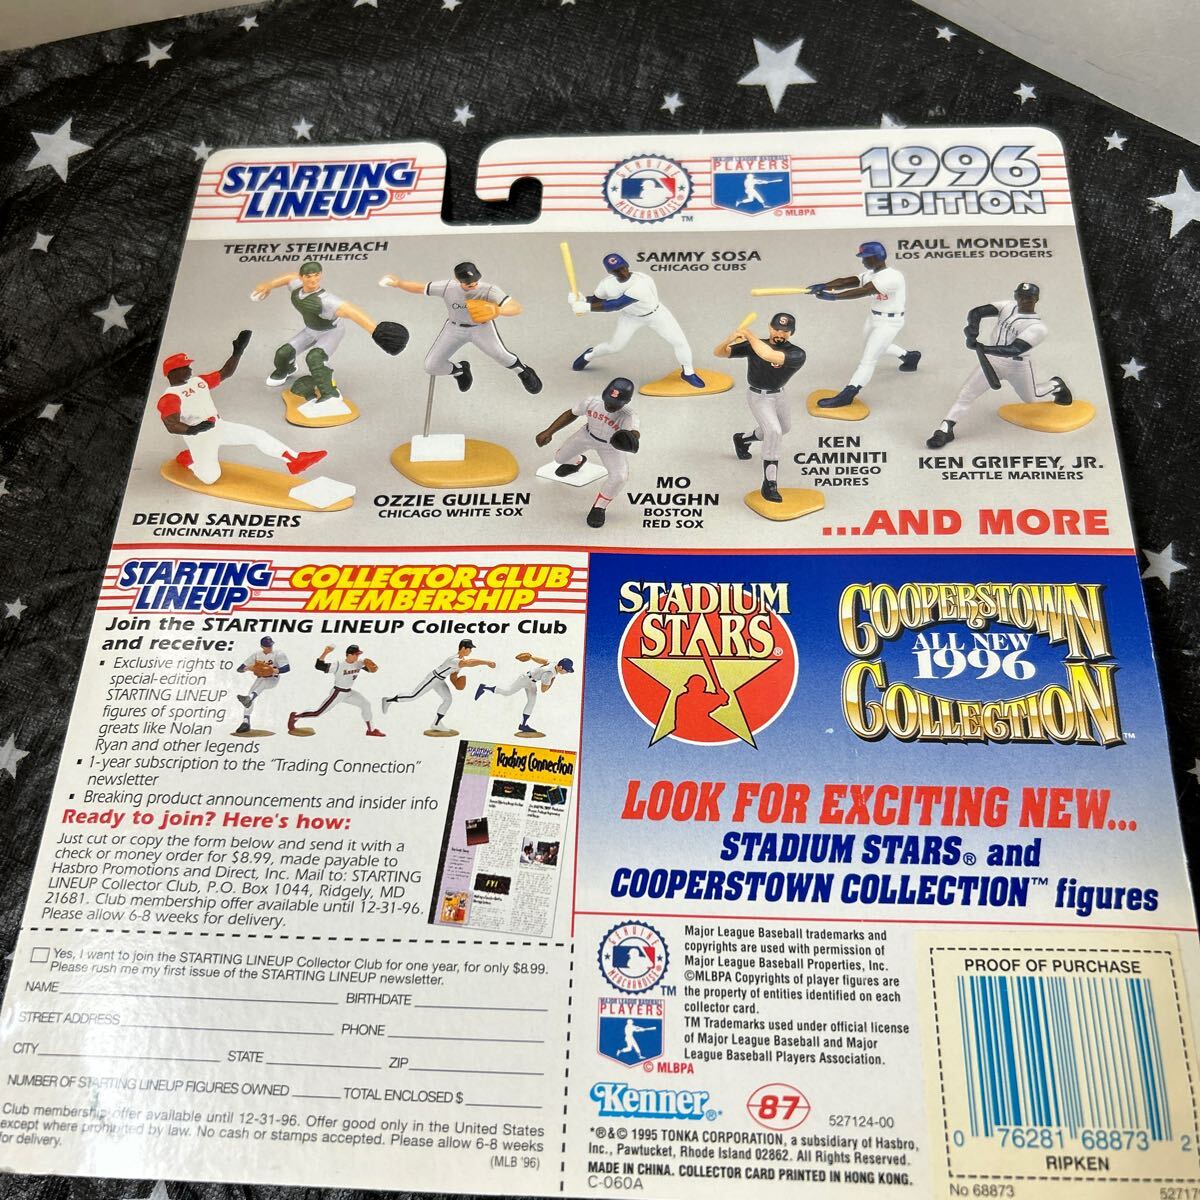 STARTING
LINEUP®
GENUINE
MERCHANDISE
TM
MAJOR LEAGUE BASEBALL
PLAYERS
© MLBPA
1996
EDITION
TERRY STEINBACH
OAKLAND ATHLETICS
SAMMY SOSA
CHICAGO CUBS
RAUL MONDESI
LOS ANGELES DODGERS
DEION SANDERS
CINCINNATI REDS
OZZIE GUILLEN
CHICAGO WHITE SOX
MO
VAUGHN
BOSTON
RED SOX
KEN
CAMINITI
SAN DIEGO
PADRES
KEN GRIFFEY, JR.
SEATTLE MARINERS
...AND MORE
STARTING
LINEUP®
COLLECTOR CLUB
MEMBERSHIP
Join the STARTING LINEUP Collector Club
and receive:
▪ Exclusive rights to
special-edition
STARTING LINEUP
figures of sporting
greats like Nolan
Ryan and other legends
▪ 1-year subscription to the "Trading Connection"
newsletter
▪ Breaking product announcements and insider info
Trading Connection
FYI
Ready to join? Here's how:
Just cut or copy the form below and send it with a
check or money order for $8.99, made payable to
Hasbro Promotions and Direct, Inc. Mail to: STARTING
LINEUP Collector Club, P.O. Box 1044, Ridgely, MD
21681. Club membership offer available until 12-31-96.
Please allow 6-8 weeks for delivery.
Yes, I want to join the STARTING LINEUP Collector Club for one year, for only $8.99.
Please rush me my first issue of the STARTING LINEUP newsletter.
NAME BIRTHDATE
STREET ADDRESS PHONE
CITY STATE ZIP
NUMBER OF STARTING LINEUP FIGURES OWNED TOTAL ENCLOSED $
Club membership offer available until 12-31-96. Offer good only in the United States
except where prohibited by law. No cash or stamps accepted. Please allow 6-8 weeks
for delivery.
(MLB '96)
STADIUM
STARS®
COOPERSTOWN
ALL NEW
1996
COLLECTION™
LOOK FOR EXCITING NEW...
STADIUM STARS® and
COOPERSTOWN COLLECTION™ figures
GENUINE
MERCHANDISE
TM
MAJOR LEAGUE BASEBALL
PLAYERS
© MLBPA
Major League Baseball trademarks and
copyrights are used with permission of
Major League Baseball Properties, Inc.
©MLBPA Copyrights of player figures are
the property of entities identified on each
collector card.
TM Trademarks used under official license
of Major League Baseball and Major
League Baseball Players Association.
Kenner®
87
527124-00
*®&© 1995 TONKA CORPORATION, a subsidiary of Hasbro,
Inc., Pawtucket, Rhode Island 02862. All Rights Reserved.
MADE IN CHINA. COLLECTOR CARD PRINTED IN HONG KONG.
C-060A
PROOF OF PURCHASE
0 76281 68873 2
RIPKEN
No 68873